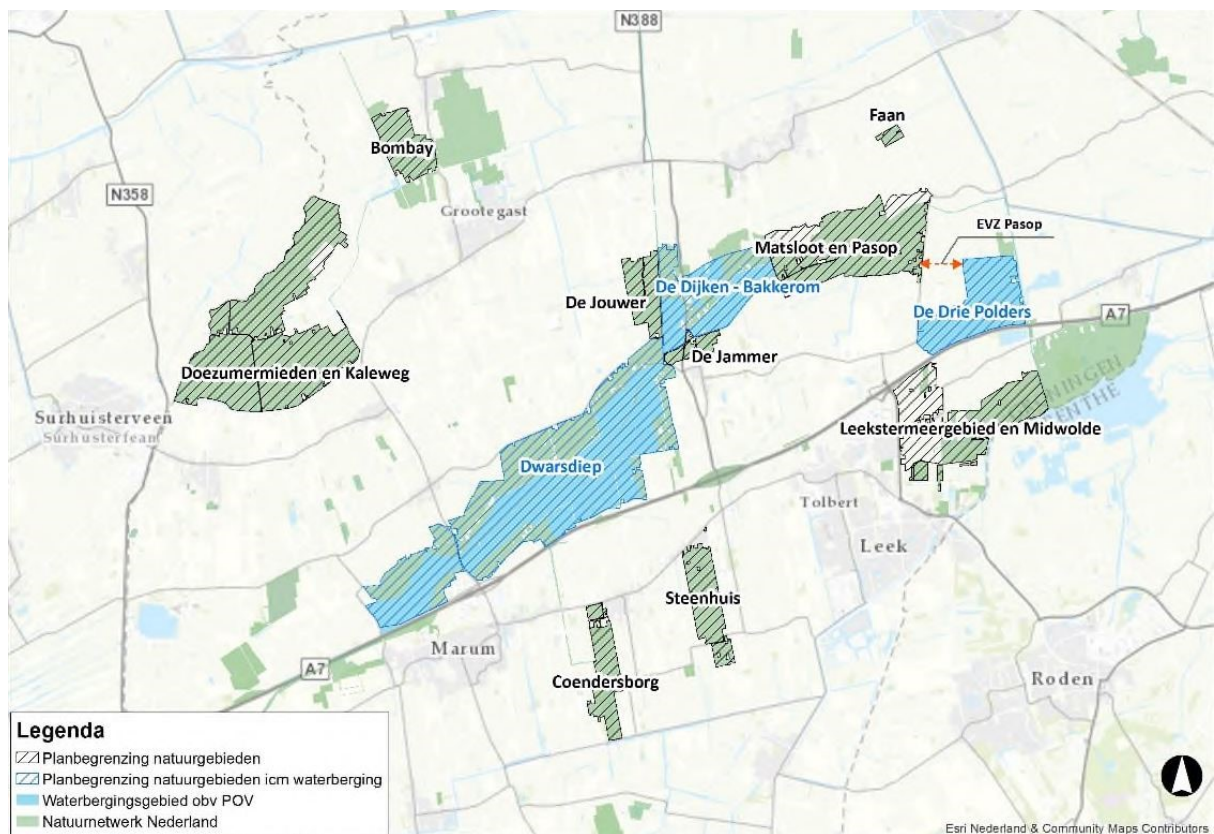 N388
Faan
Bombay
N358
Grootegast
EVZ Pasop
Matsloot en Pasop
De Dijken - Bakkerom
De Jouwer
De Drie Polders
A7
De Jammer
Doezumermieden en Kaleweg
Surhuisterveen
Surhusterfean
Leekstermeergebied en Midwolde
Dwarsdiep
Tolbert
Leek
Steenhuis
Marum
A7
Coendersborg
Roden
Legenda
Planbegrenzing natuurgebieden
Planbegrenzing natuurgebieden icm waterberging
Waterbergingsgebied obv POV
Natuurnetwerk Nederland
Esri Nederland & Community Maps Contributors